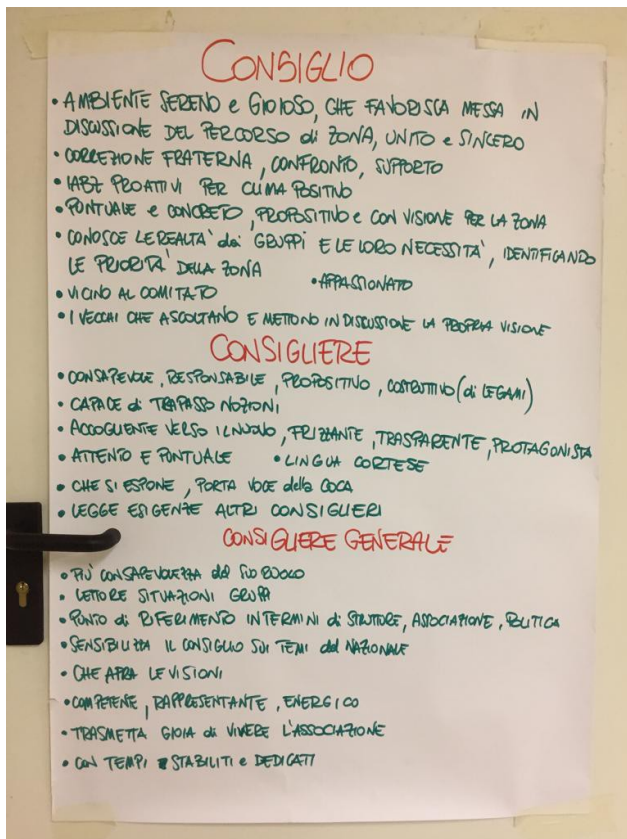 CONSIGLIO
• AMBIENTE SERENO e GIOIOSO, CHE FAVORISCA MESSA IN
DISCUSSIONE DEL PERCORSO di ZONA, UNITO e SINCERO
• CORREZIONE FRATERNA, CONFRONTO, SUPPORTO
• IABZ PROATTIVI PER CLIMA POSITIVO
• PUNTUALE e CONCRETO, PROPOSITIVO e CON VISIONE PER LA ZONA
• CONOSCE LE REALTA' dei GRUPPI E LE LORO NECESSITA', IDENTIFICANDO
LE PRIORITA' DELLA ZONA
• APPASSIONATO
• VICINO AL COMITATO
• I VECCHI CHE ASCOLTANO E METTONO IN DISCUSSIONE LA PROPRIA VISIONE
CONSIGLIERE
• CONSAPEVOLE, RESPONSABILE, PROPOSITIVO, COSTRUTTIVO (di LEGAMI)
• CAPACE di TRAPASSO NOZIONI
• ACCOGLIENTE VERSO IL NUOVO, FRIZZANTE, TRASPARENTE, PROTAGONISTA
• ATTENTO E PUNTUALE • LINGUA CORTESE
• CHE SI ESPONE, PORTA VOCE della COCA
• LEGGE ESIGENZE ALTRI CONSIGLIERI
CONSIGLIERE GENERALE
• PIÙ CONSAPEVOLEZZA del SUO RUOLO
• LETTORE SITUAZIONI GRUPPI
• PUNTO di RIFERIMENTO IN TERMINI di STRUTTURE, ASSOCIAZIONE, POLITICA
• SENSIBILIZZA IL CONSIGLIO SUI TEMI del NAZIONALE
• CHE APRA LE VISIONI
• COMPETENTE, RAPPRESENTANTE, ENERGICO
• TRASMETTA GIOIA di VIVERE L'ASSOCIAZIONE
• CON TEMPI STABILITI e DEDICATI